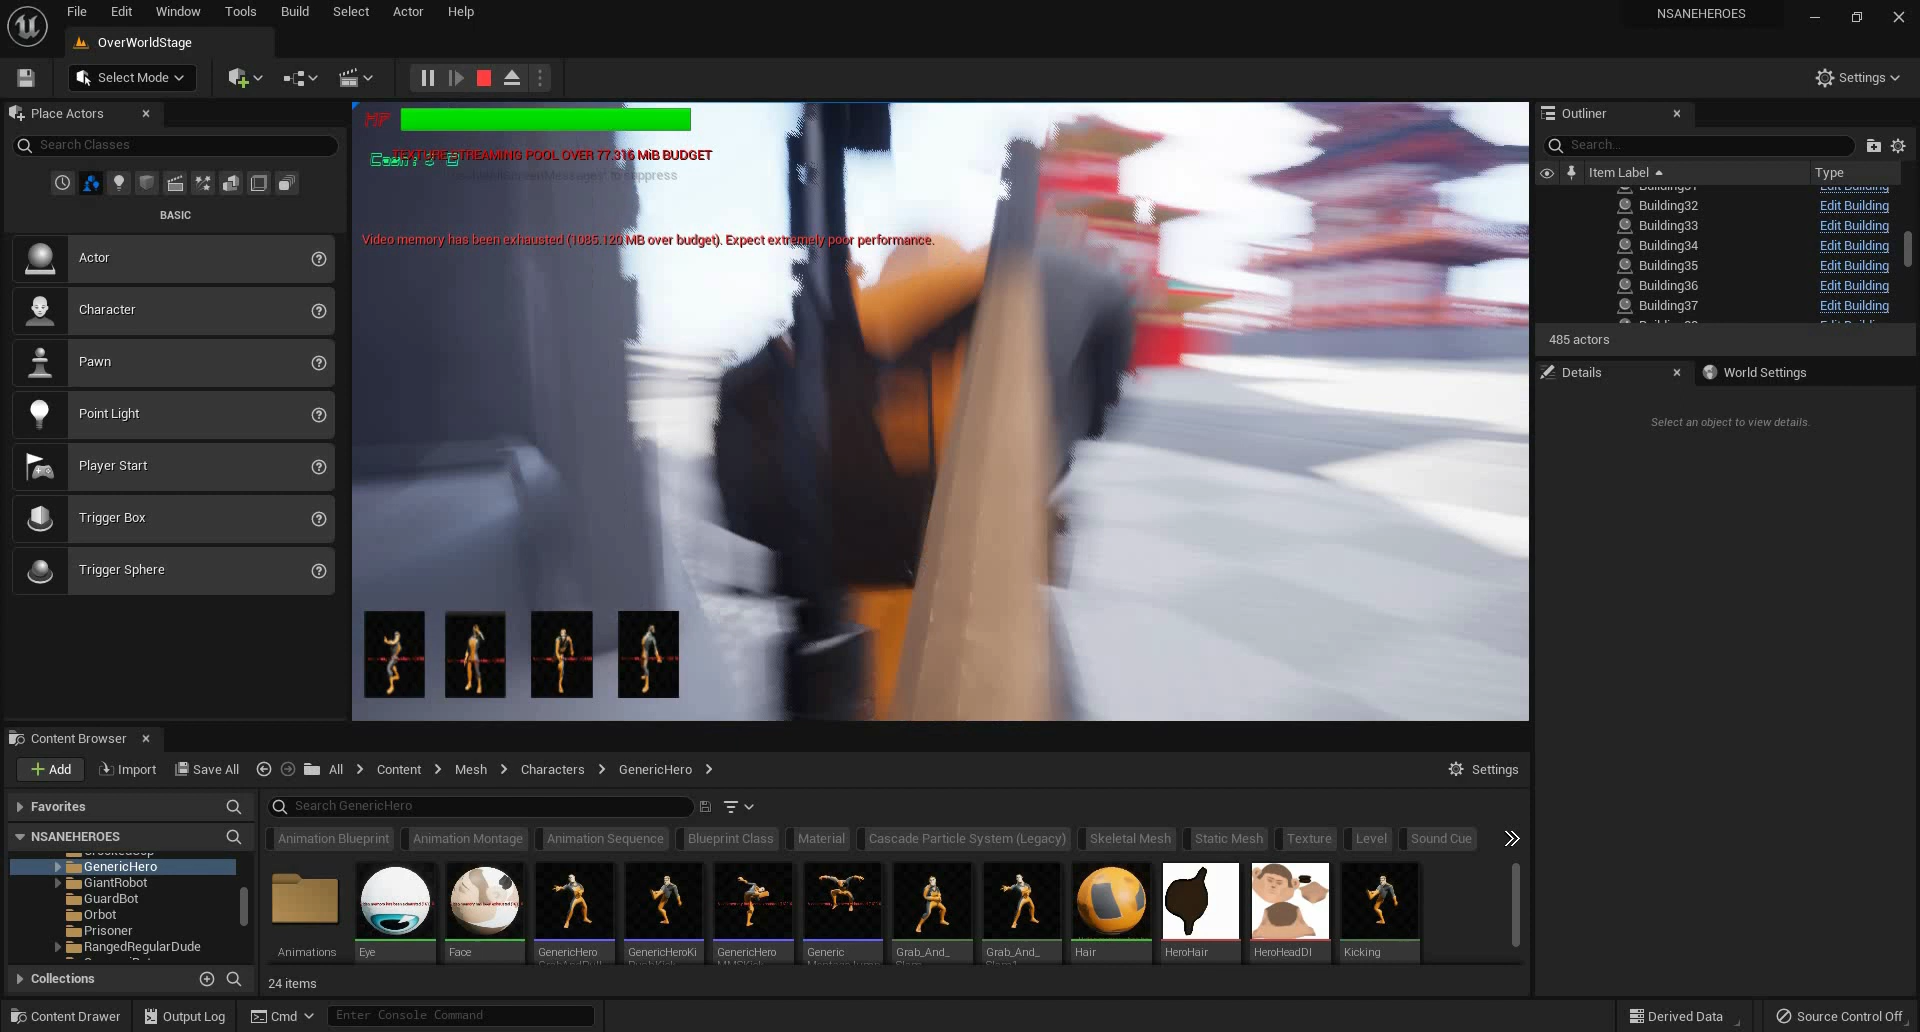 File Edit Window Tools Build Select Actor Help
NSANEHEROES
OverWorldStage
Select Mode
Settings
Place Actors
Search Classes
BASIC
Actor
Character
Pawn
Point Light
Player Start
Trigger Box
Trigger Sphere
HP
TEXTURE STREAMING POOL OVER 77.316 MiB BUDGET
to suppress
Video memory has been exhausted (1085.120 MB over budget). Expect extremely poor performance.
Outliner
Search...
Item Label Type
Building32 Edit Building
Building33 Edit Building
Building34 Edit Building
Building35 Edit Building
Building36 Edit Building
Building37 Edit Building
485 actors
Details World Settings
Select an object to view details.
Content Browser
Add Import Save All All Content Mesh Characters GenericHero Settings
Favorites
NSANEHEROES
GenericHero
GiantRobot
GuardBot
Orbot
Prisoner
RangedRegularDude
Collections
Search GenericHero
Animation Blueprint Animation Montage Animation Sequence Blueprint Class Material Cascade Particle System (Legacy) Skeletal Mesh Static Mesh Texture Level Sound Cue
Animations Eye Face GenericHero GenericHeroKi GenericHero Generic Grab_And_ Grab_And_ Hair HeroHair HeroHeadDI Kicking
24 items
Content Drawer Output Log Cmd Enter Console Command Derived Data Source Control Off